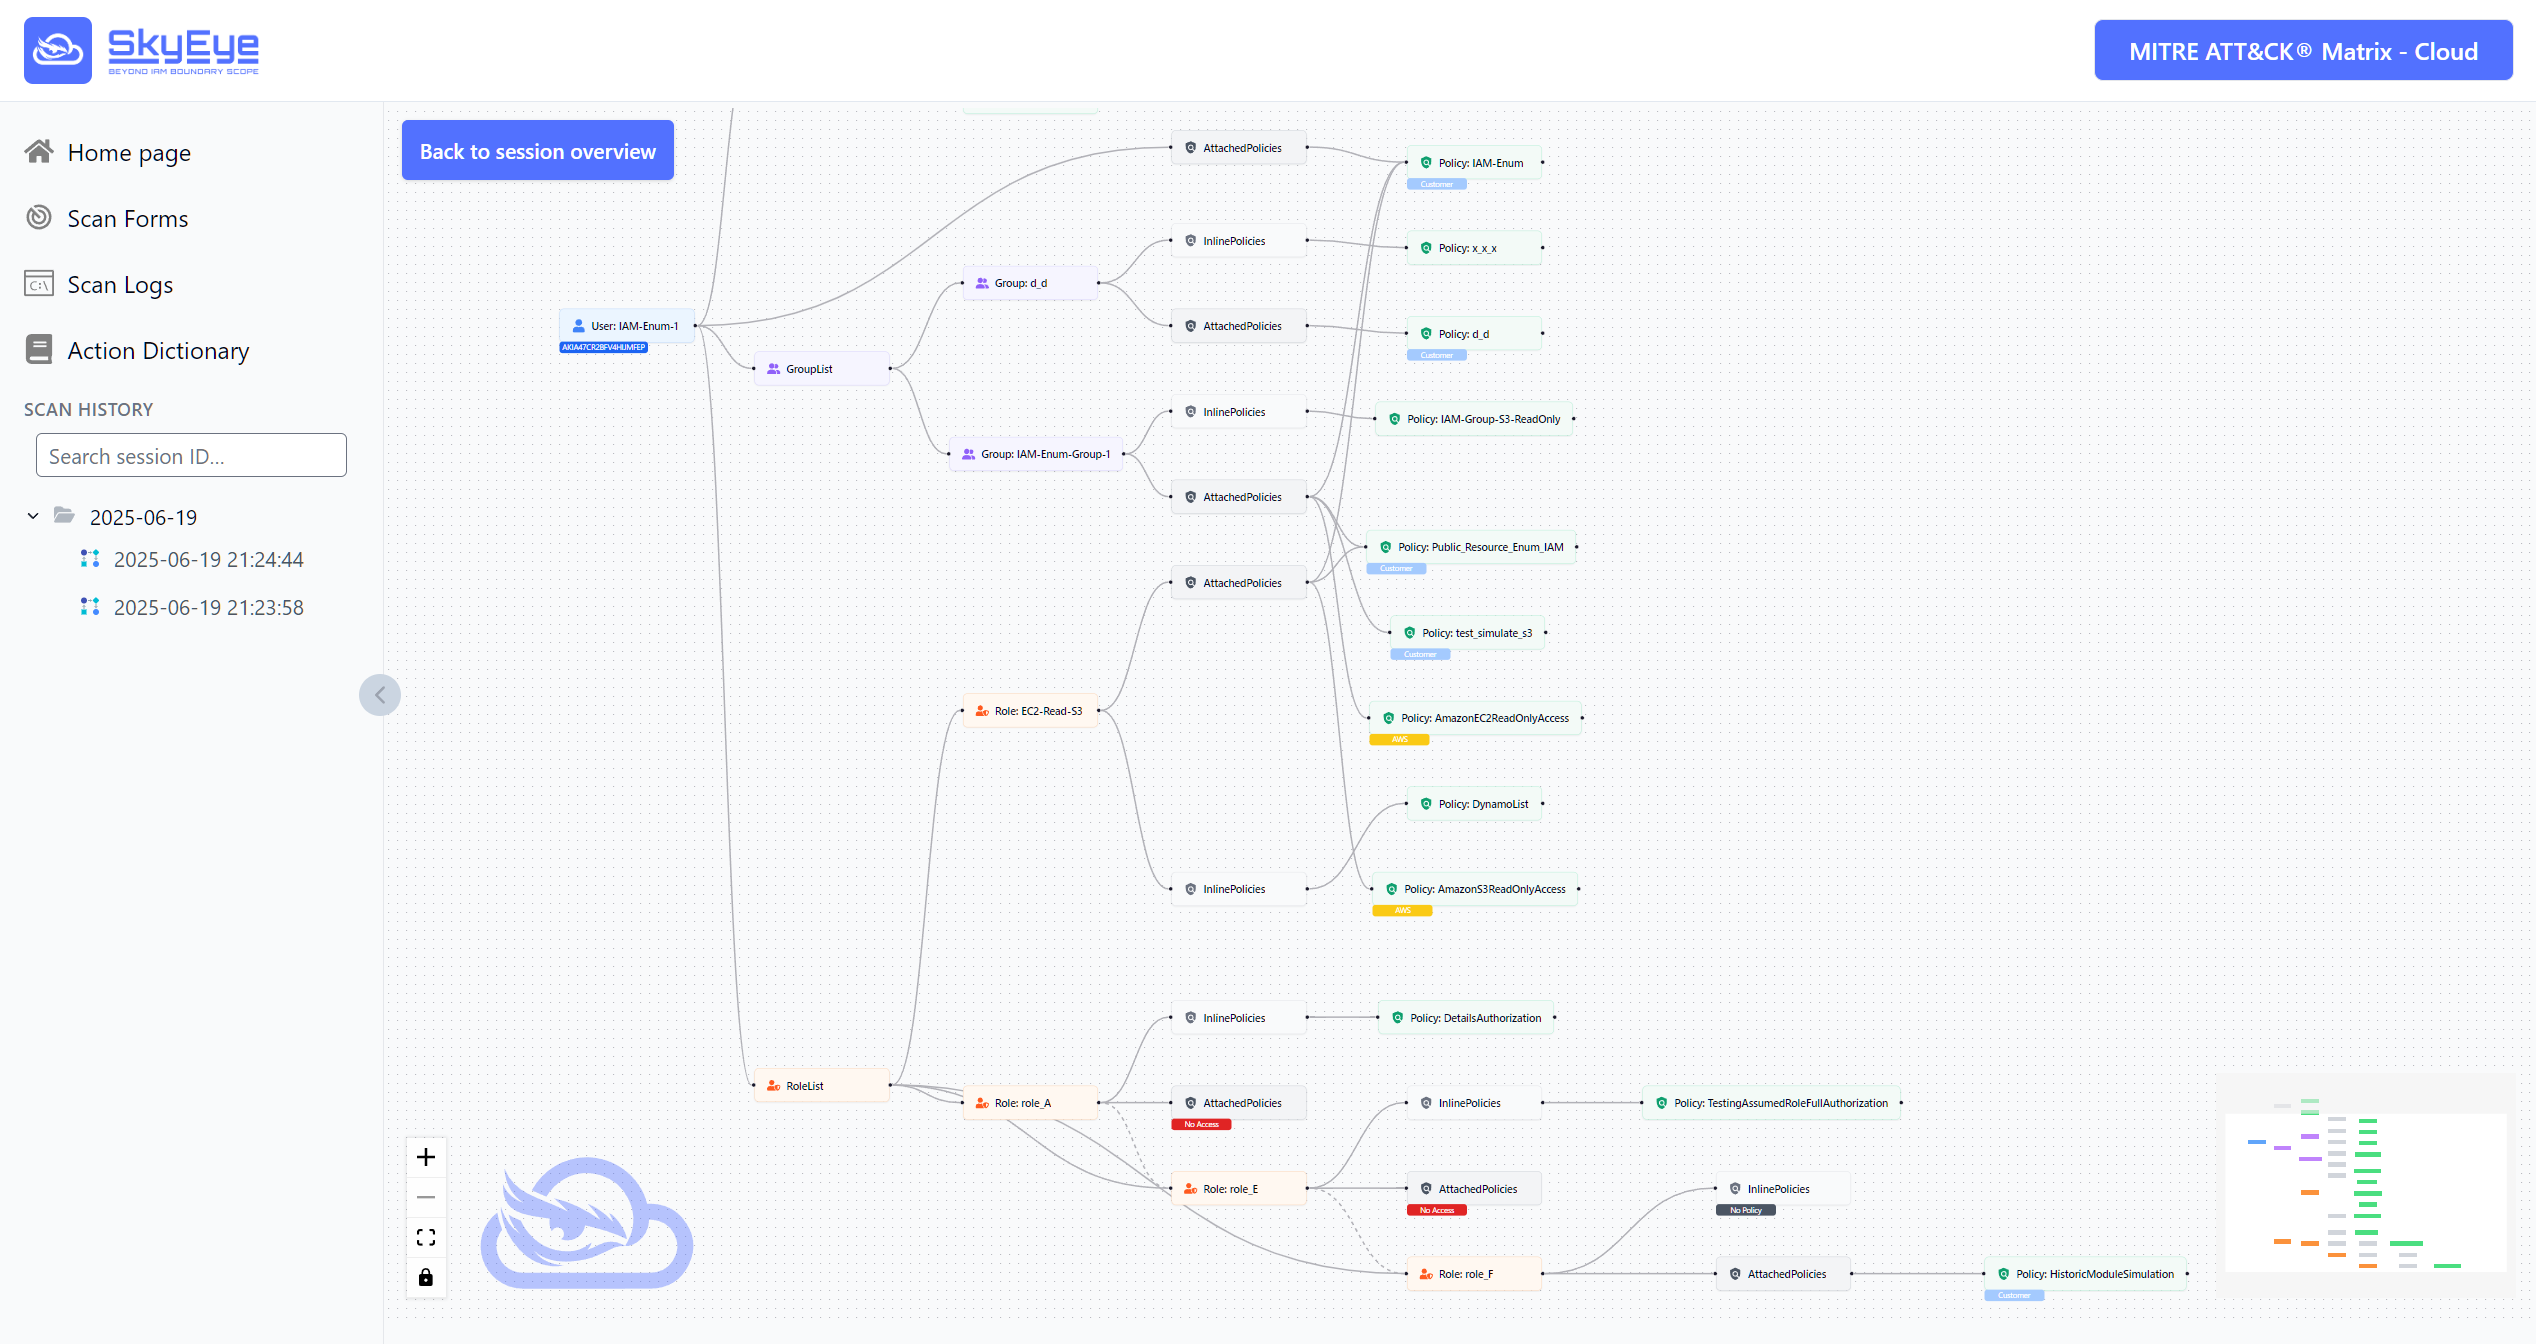 SkyEye
BEYOND IAM BOUNDARY SCOPE
MITRE ATT&CK® Matrix - Cloud
Home page
Scan Forms
Scan Logs
Action Dictionary
SCAN HISTORY
Search session ID...
2025-06-19
2025-06-19 21:24:44
2025-06-19 21:23:58
Back to session overview
AttachedPolicies
Policy: IAM-Enum
Customer
InlinePolicies
Policy: x_x_x
Group: d_d
User: IAM-Enum-1
AttachedPolicies
Policy: d_d
Customer
GroupList
InlinePolicies
Policy: IAM-Group-S3-ReadOnly
Group: IAM-Enum-Group-1
AttachedPolicies
Policy: Public_Resource_Enum_IAM
Customer
AttachedPolicies
Policy: test_simulate_s3
Customer
Role: EC2-Read-S3
Policy: AmazonEC2ReadOnlyAccess
AWS
Policy: DynamoList
InlinePolicies
Policy: AmazonS3ReadOnlyAccess
AWS
InlinePolicies
Policy: DetailsAuthorization
RoleList
Role: role_A
AttachedPolicies
No Access
InlinePolicies
Policy: TestingAssumedRoleFullAuthorization
Role: role_E
AttachedPolicies
No Access
InlinePolicies
No Policy
Role: role_F
AttachedPolicies
Policy: HistoricModuleSimulation
Customer